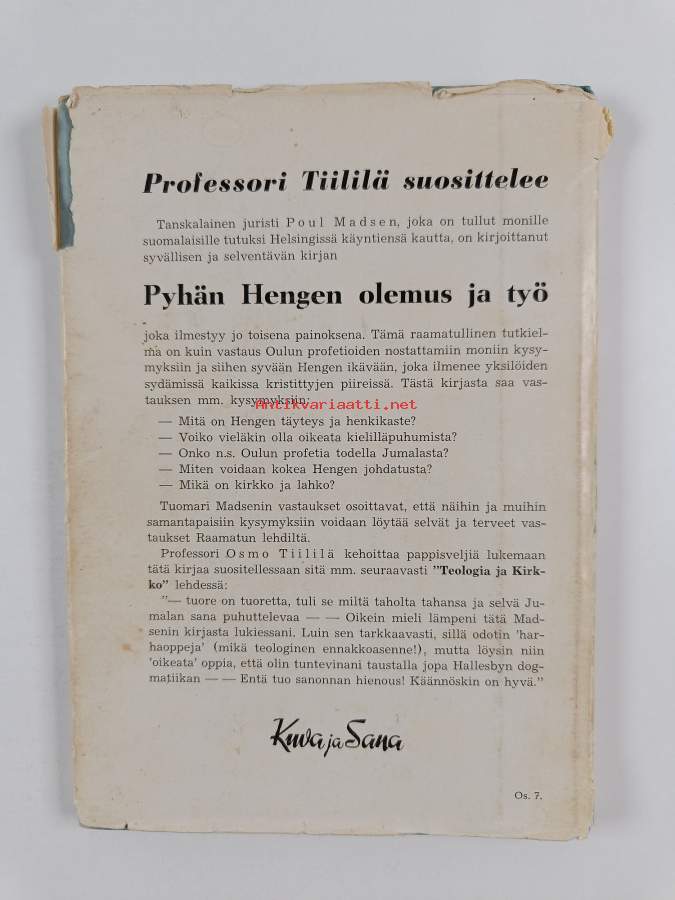 Professori Tiililä suosittelee
Tanskalainen juristi Poul Madsen, joka on tullut monille
suomalaisille tutuksi Helsingissä käyntiensä kautta, on kirjoittanut
syvällisen ja selventävän kirjan
Pyhän Hengen olemus ja työ
joka ilmestyy jo toisena painoksena. Tämä raamatullinen tutkiel-
ma on kuin vastaus Oulun profetioiden nostattamiin moniin kysy-
myksiin ja siihen syvään Hengen ikävään, joka ilmenee yksilöiden
sydämissä kaikissa kristittyjen piireissä. Tästä kirjasta saa vas-
tauksen mm. kysymyksiin:
Antikvariaatti.net
— Mitä on Hengen täyteys ja henkikaste?
— Voiko vieläkin olla oikeata kielilläpuhumista?
— Onko n.s. Oulun profetia todella Jumalasta?
— Miten voidaan kokea Hengen johdatusta?
— Mikä on kirkko ja lahko?
Tuomari Madsenin vastaukset osoittavat, että näihin ja muihin
samantapaisiin kysymyksiin voidaan löytää selvät ja terveet vas-
taukset Raamatun lehdiltä.
Professori Osmo Tiililä kehoittaa pappisveljiä lukemaan
tätä kirjaa suositellessaan sitä mm. seuraavasti "Teologia ja Kirk-
ko" lehdessä:
"— tuore on tuoretta, tuli se miltä taholta tahansa ja selvä Ju-
malan sana puhuttelevaa — — Oikein mieli lämpeni tätä Mad-
senin kirjasta lukiessani. Luin sen tarkkaavasti, sillä odotin 'har-
haoppeja' (mikä teologinen ennakkoasenne!), mutta löysin niin
'oikeata' oppia, että olin tuntevinani taustalla jopa Hallesbyn dog-
matiikan — — Entä tuo sanonnan hienous! Käännöskin on hyvä."
Kuva ja Sana
Os. 7.